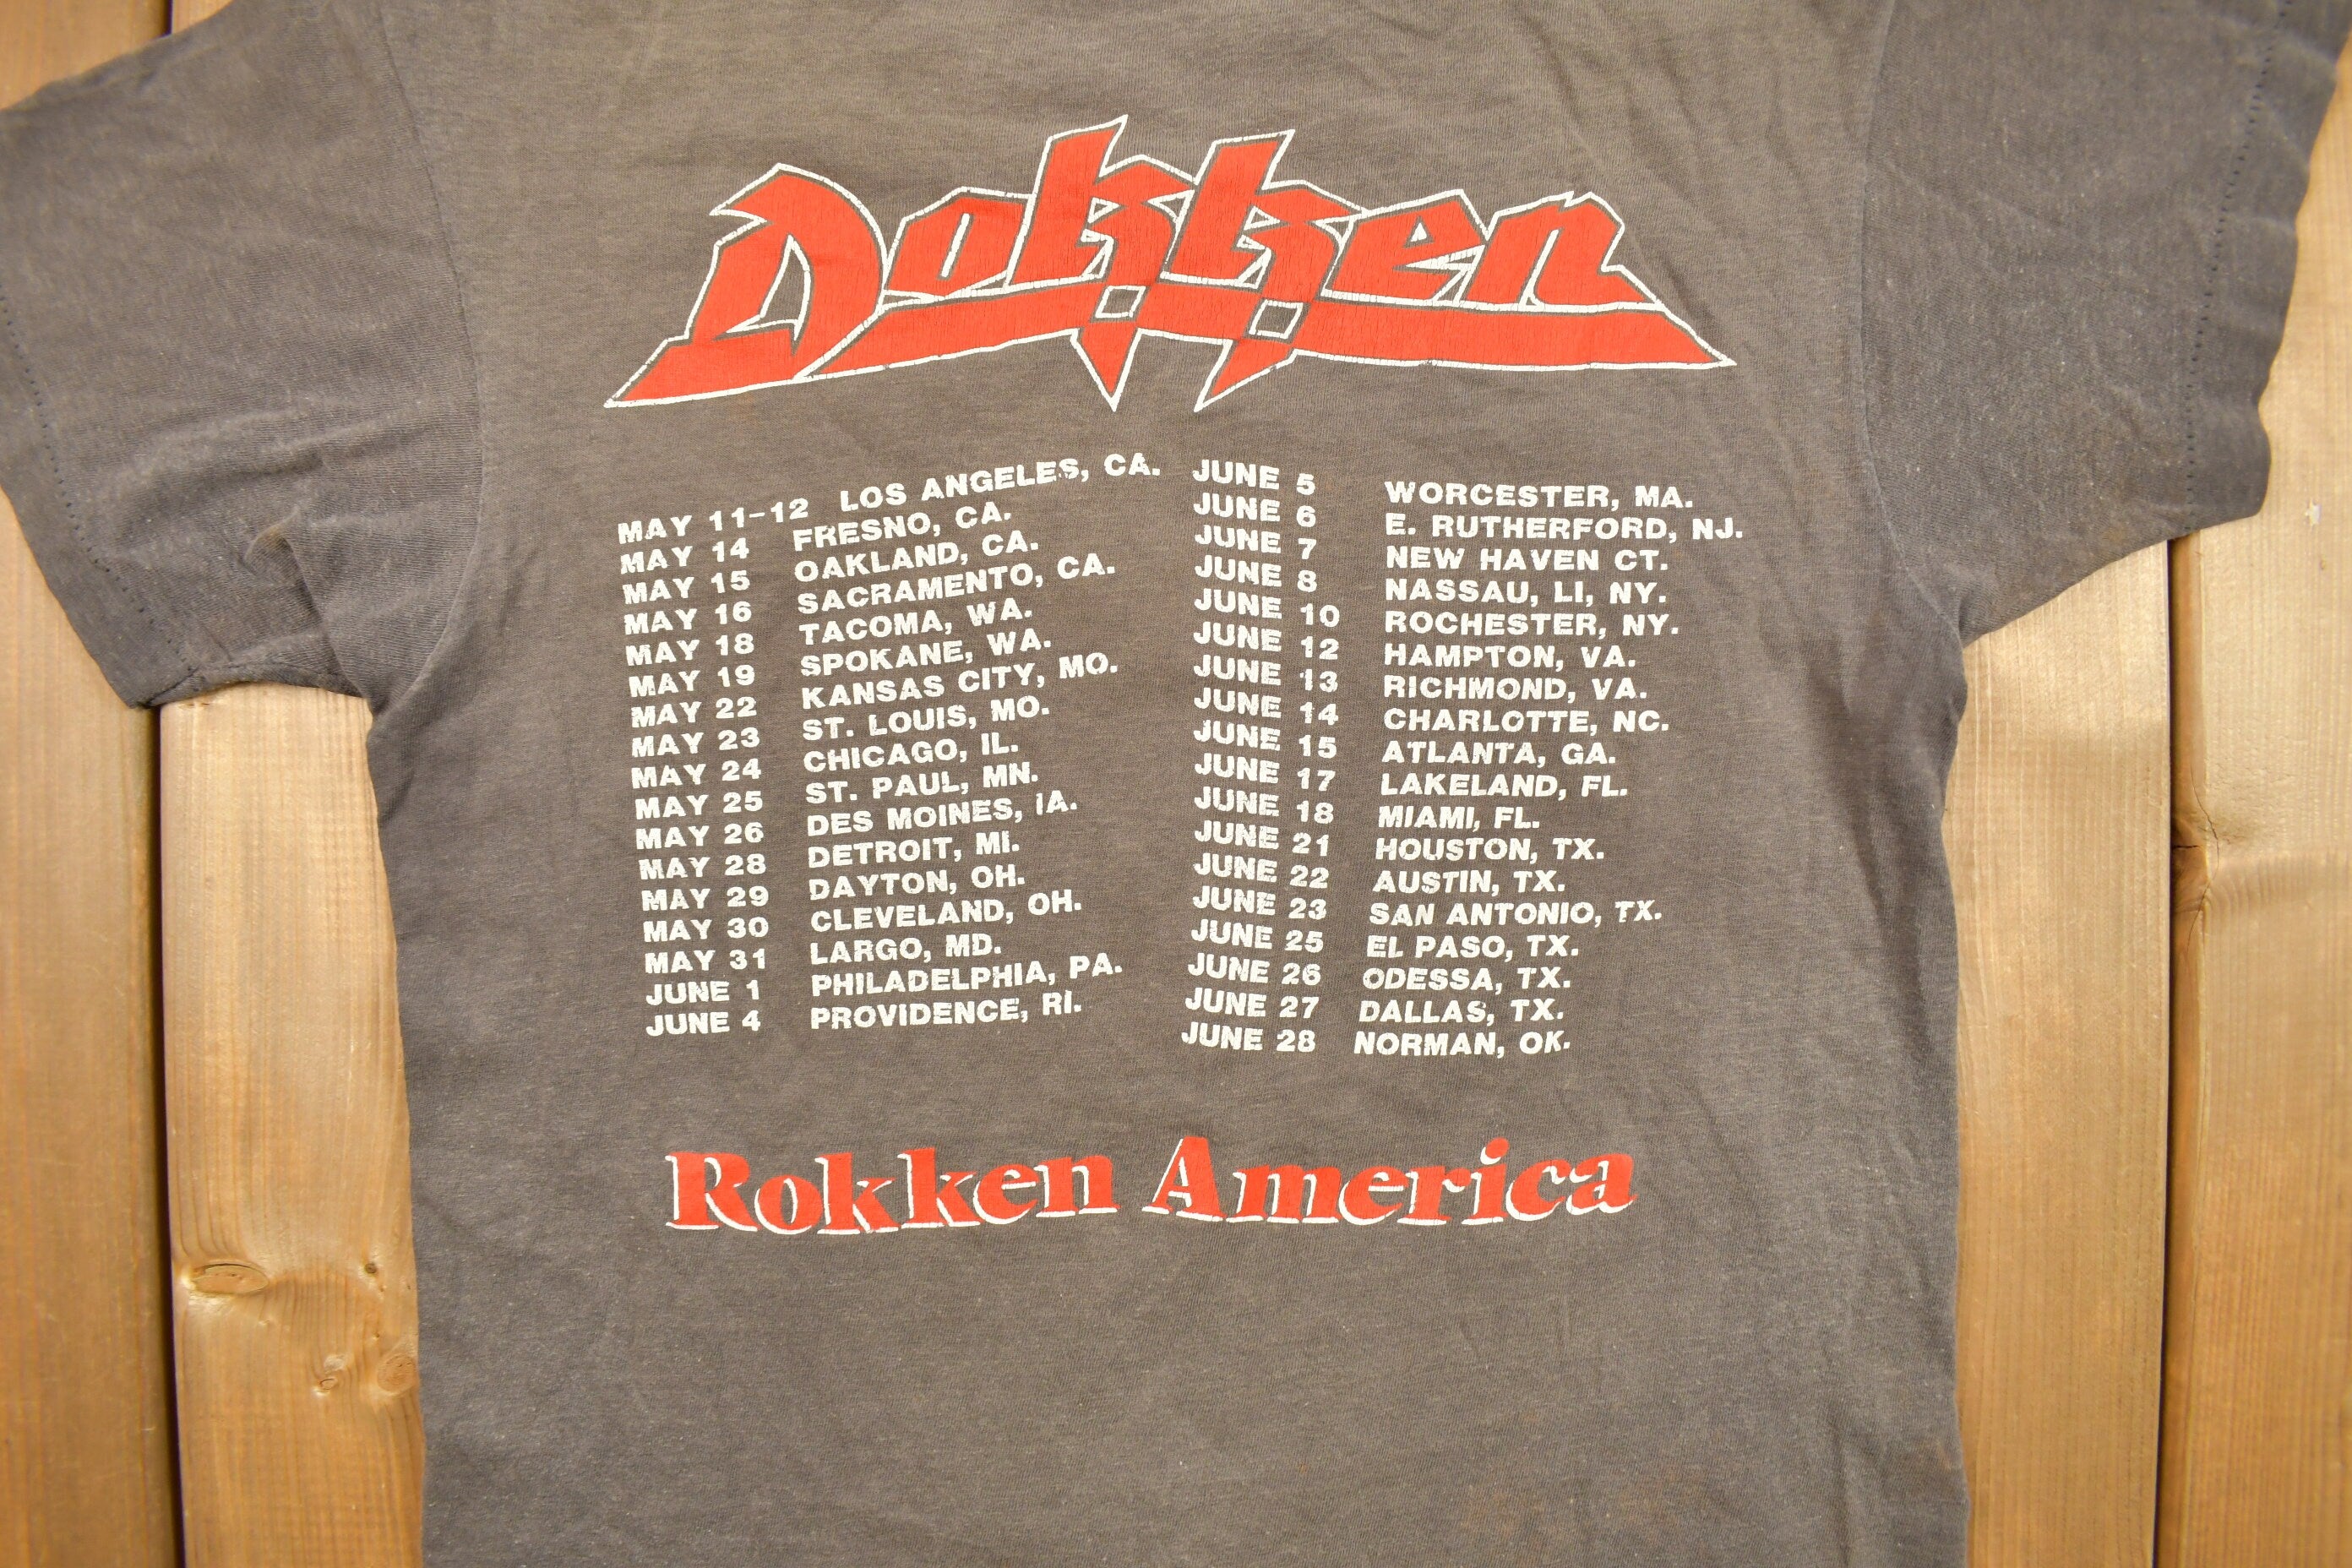 Dokken
MAY 11-12 LOS ANGELES, CA.
MAY 14 FRESNO, CA.
MAY 15 OAKLAND, CA.
MAY 16 SACRAMENTO, CA.
MAY 18 TACOMA, WA.
MAY 19 SPOKANE, WA.
MAY 22 KANSAS CITY, MO.
MAY 23 ST. LOUIS, MO.
MAY 24 CHICAGO, IL.
MAY 25 ST. PAUL, MN.
MAY 26 DES MOINES, IA.
MAY 28 DETROIT, MI.
MAY 29 DAYTON, OH.
MAY 30 CLEVELAND, OH.
MAY 31 LARGO, MD.
JUNE 1 PHILADELPHIA, PA.
JUNE 4 PROVIDENCE, RI.
JUNE 5 WORCESTER, MA.
JUNE 6 E. RUTHERFORD, NJ.
JUNE 7 NEW HAVEN CT.
JUNE 8 NASSAU, LI, NY.
JUNE 10 ROCHESTER, NY.
JUNE 12 HAMPTON, VA.
JUNE 13 RICHMOND, VA.
JUNE 14 CHARLOTTE, NC.
JUNE 15 ATLANTA, GA.
JUNE 17 LAKELAND, FL.
JUNE 18 MIAMI, FL.
JUNE 21 HOUSTON, TX.
JUNE 22 AUSTIN, TX.
JUNE 23 SAN ANTONIO, TX.
JUNE 25 EL PASO, TX.
JUNE 26 ODESSA, TX.
JUNE 27 DALLAS, TX.
JUNE 28 NORMAN, OK.
Rokken America